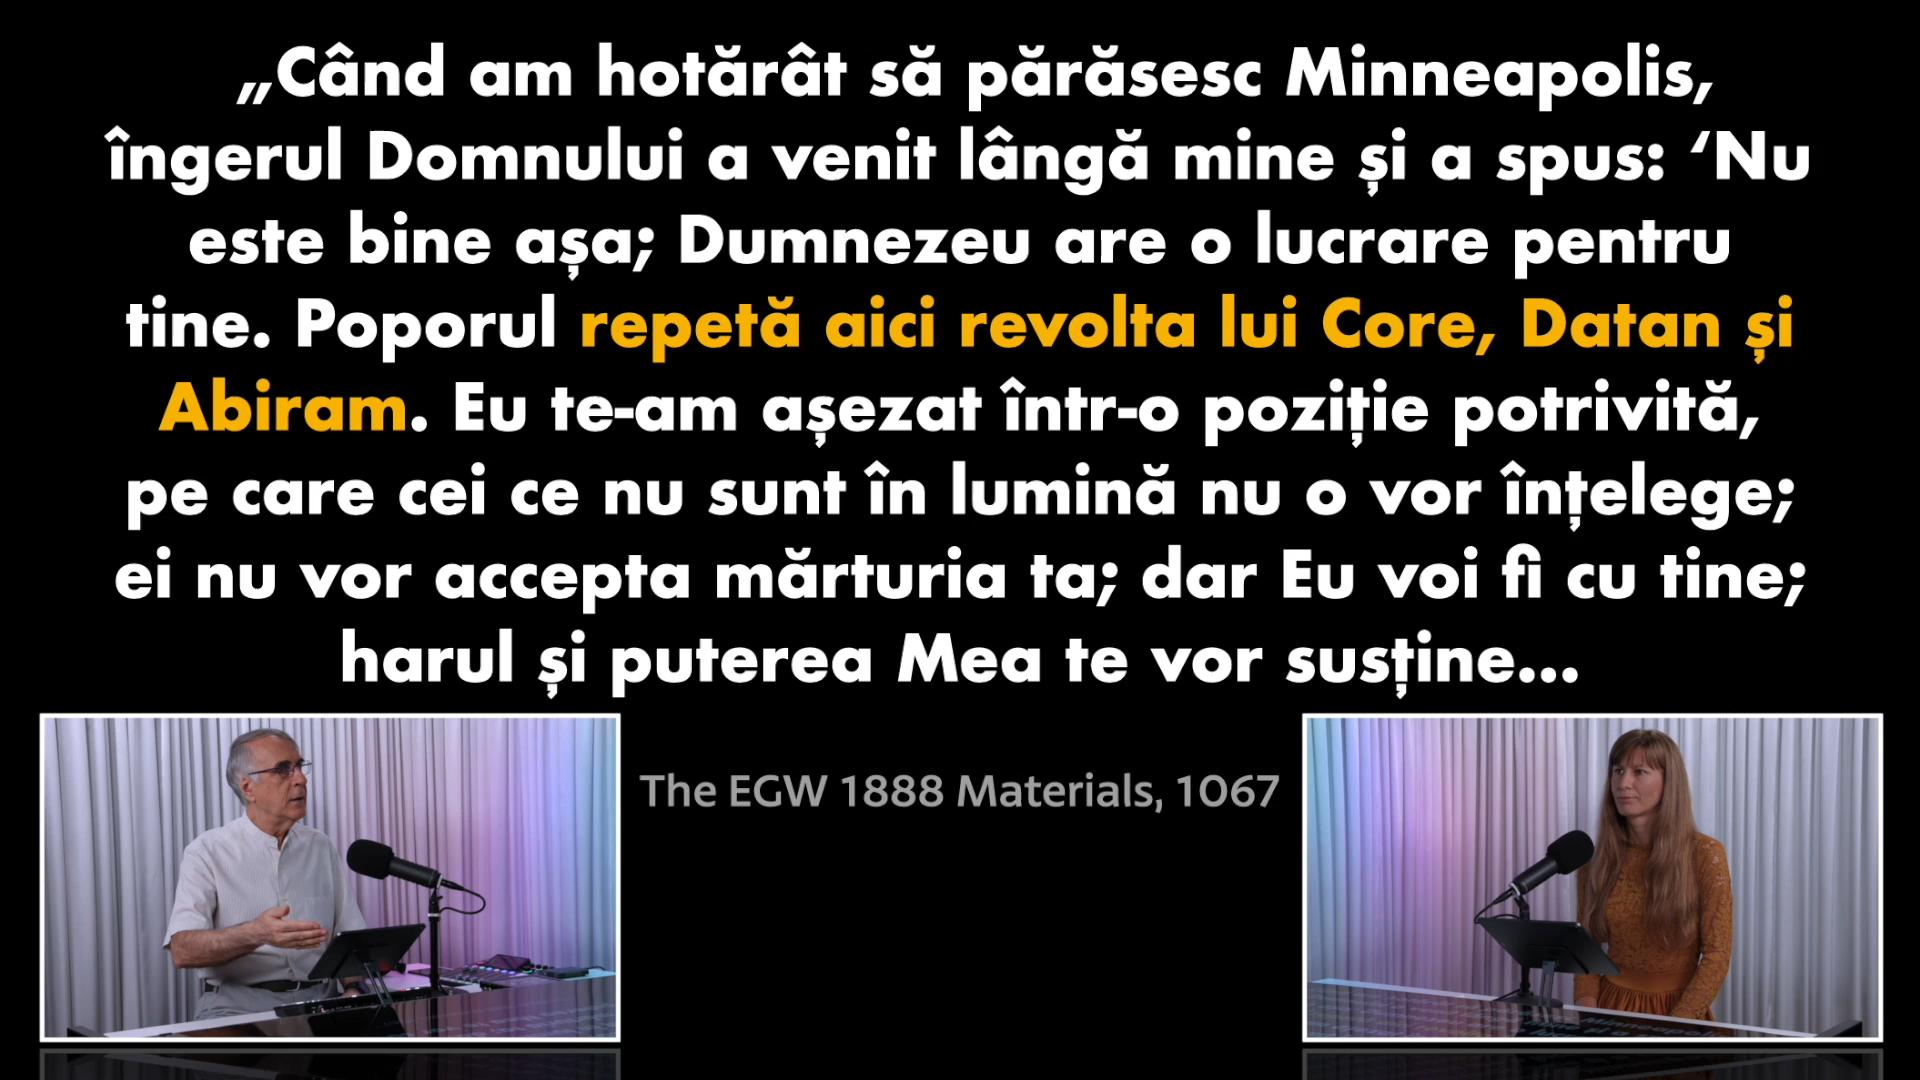 „Când am hotărât să părăsesc Minneapolis,
îngerul Domnului a venit lângă mine și a spus: ‘Nu
este bine așa; Dumnezeu are o lucrare pentru
tine. Poporul repetă aici revolta lui Core, Datan și
Abiram. Eu te-am așezat într-o poziție potrivită,
pe care cei ce nu sunt în lumină nu o vor înțelege;
ei nu vor accepta mărturia ta; dar Eu voi fi cu tine;
harul și puterea Mea te vor susține...
The EGW 1888 Materials, 1067